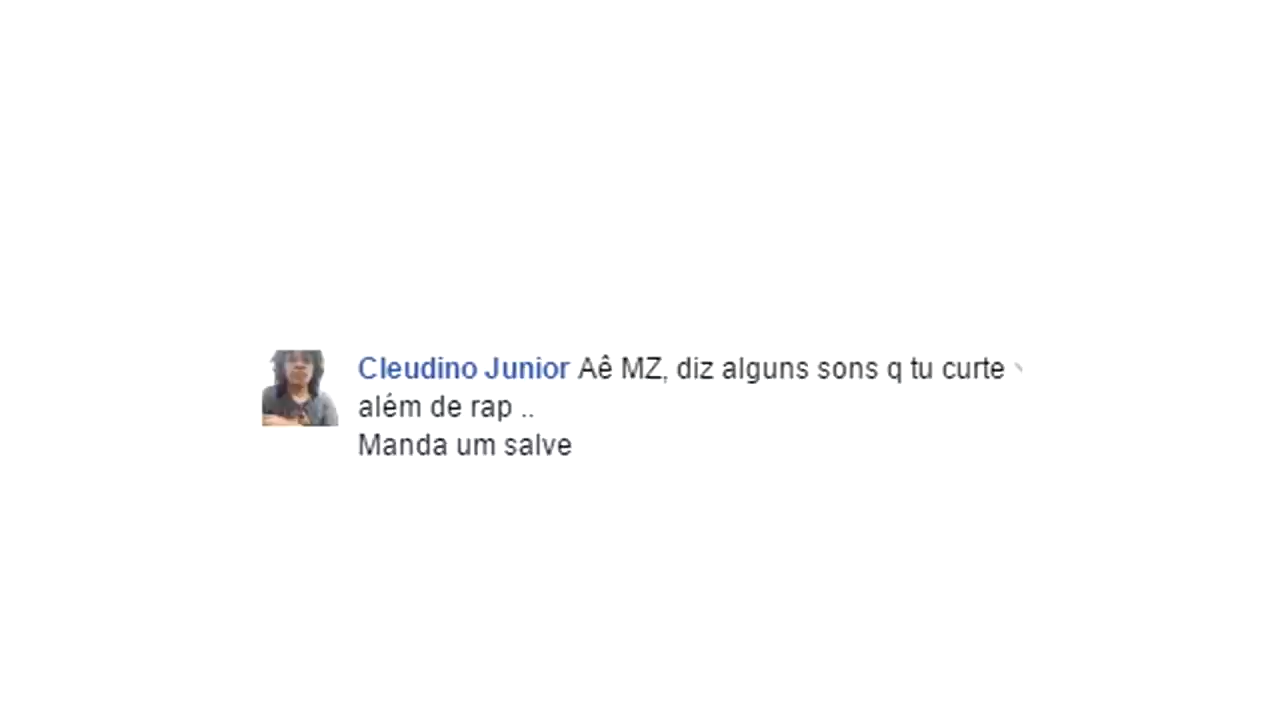 Cleudino Junior Aê MZ, diz alguns sons q tu curte
além de rap ..
Manda um salve